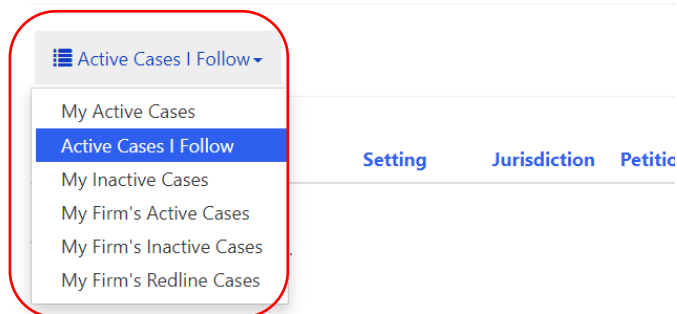 Active Cases I Follow
My Active Cases
Active Cases I Follow
Setting Jurisdiction Petitio
My Inactive Cases
My Firm's Active Cases
My Firm's Inactive Cases
My Firm's Redline Cases